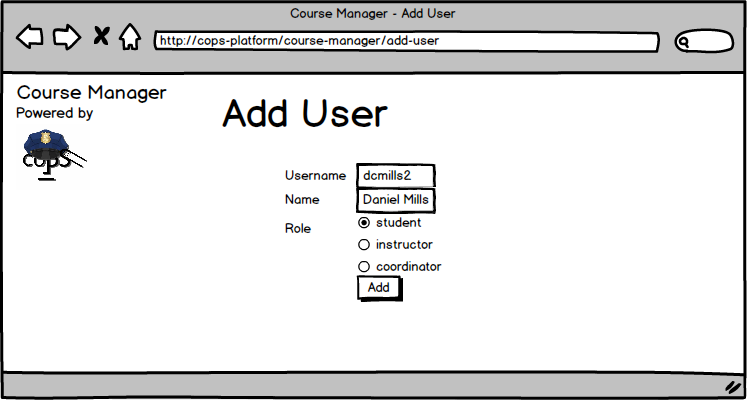 Course Manager - Add User
http://cops-platform/course-manager/add-user
Course Manager
Powered by
cops
Add User
Username dcmills2
Name Daniel Mills
Role student
instructor
coordinator
Add